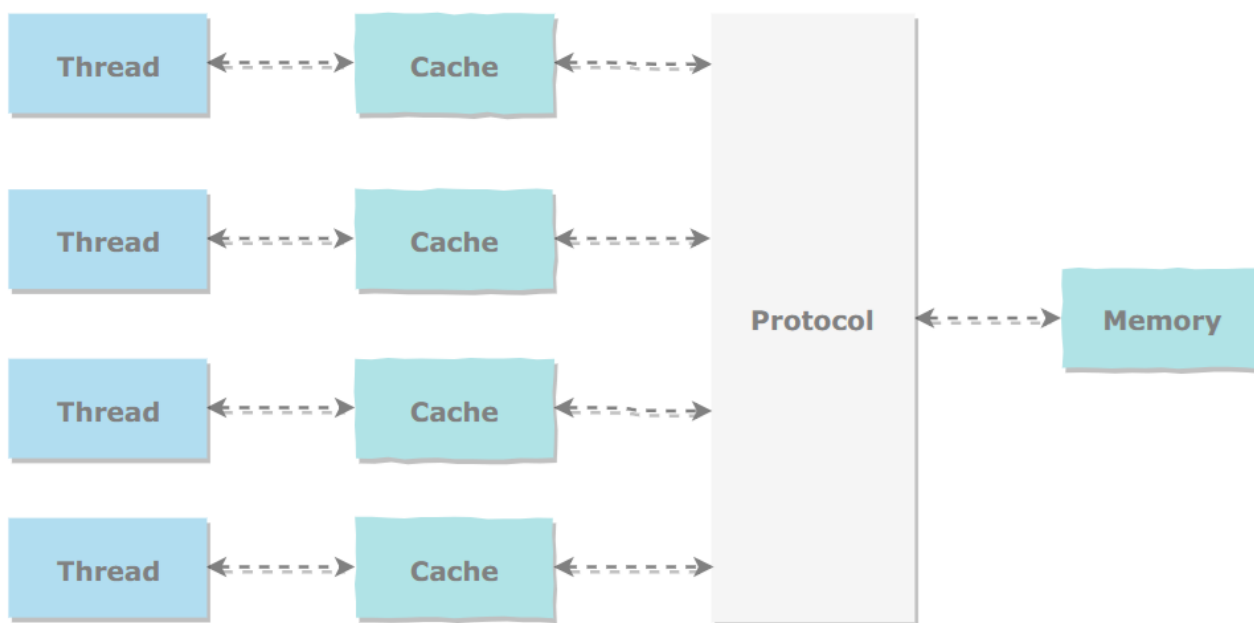 Thread
Cache
Thread
Cache
Protocol
Memory
Thread
Cache
Thread
Cache